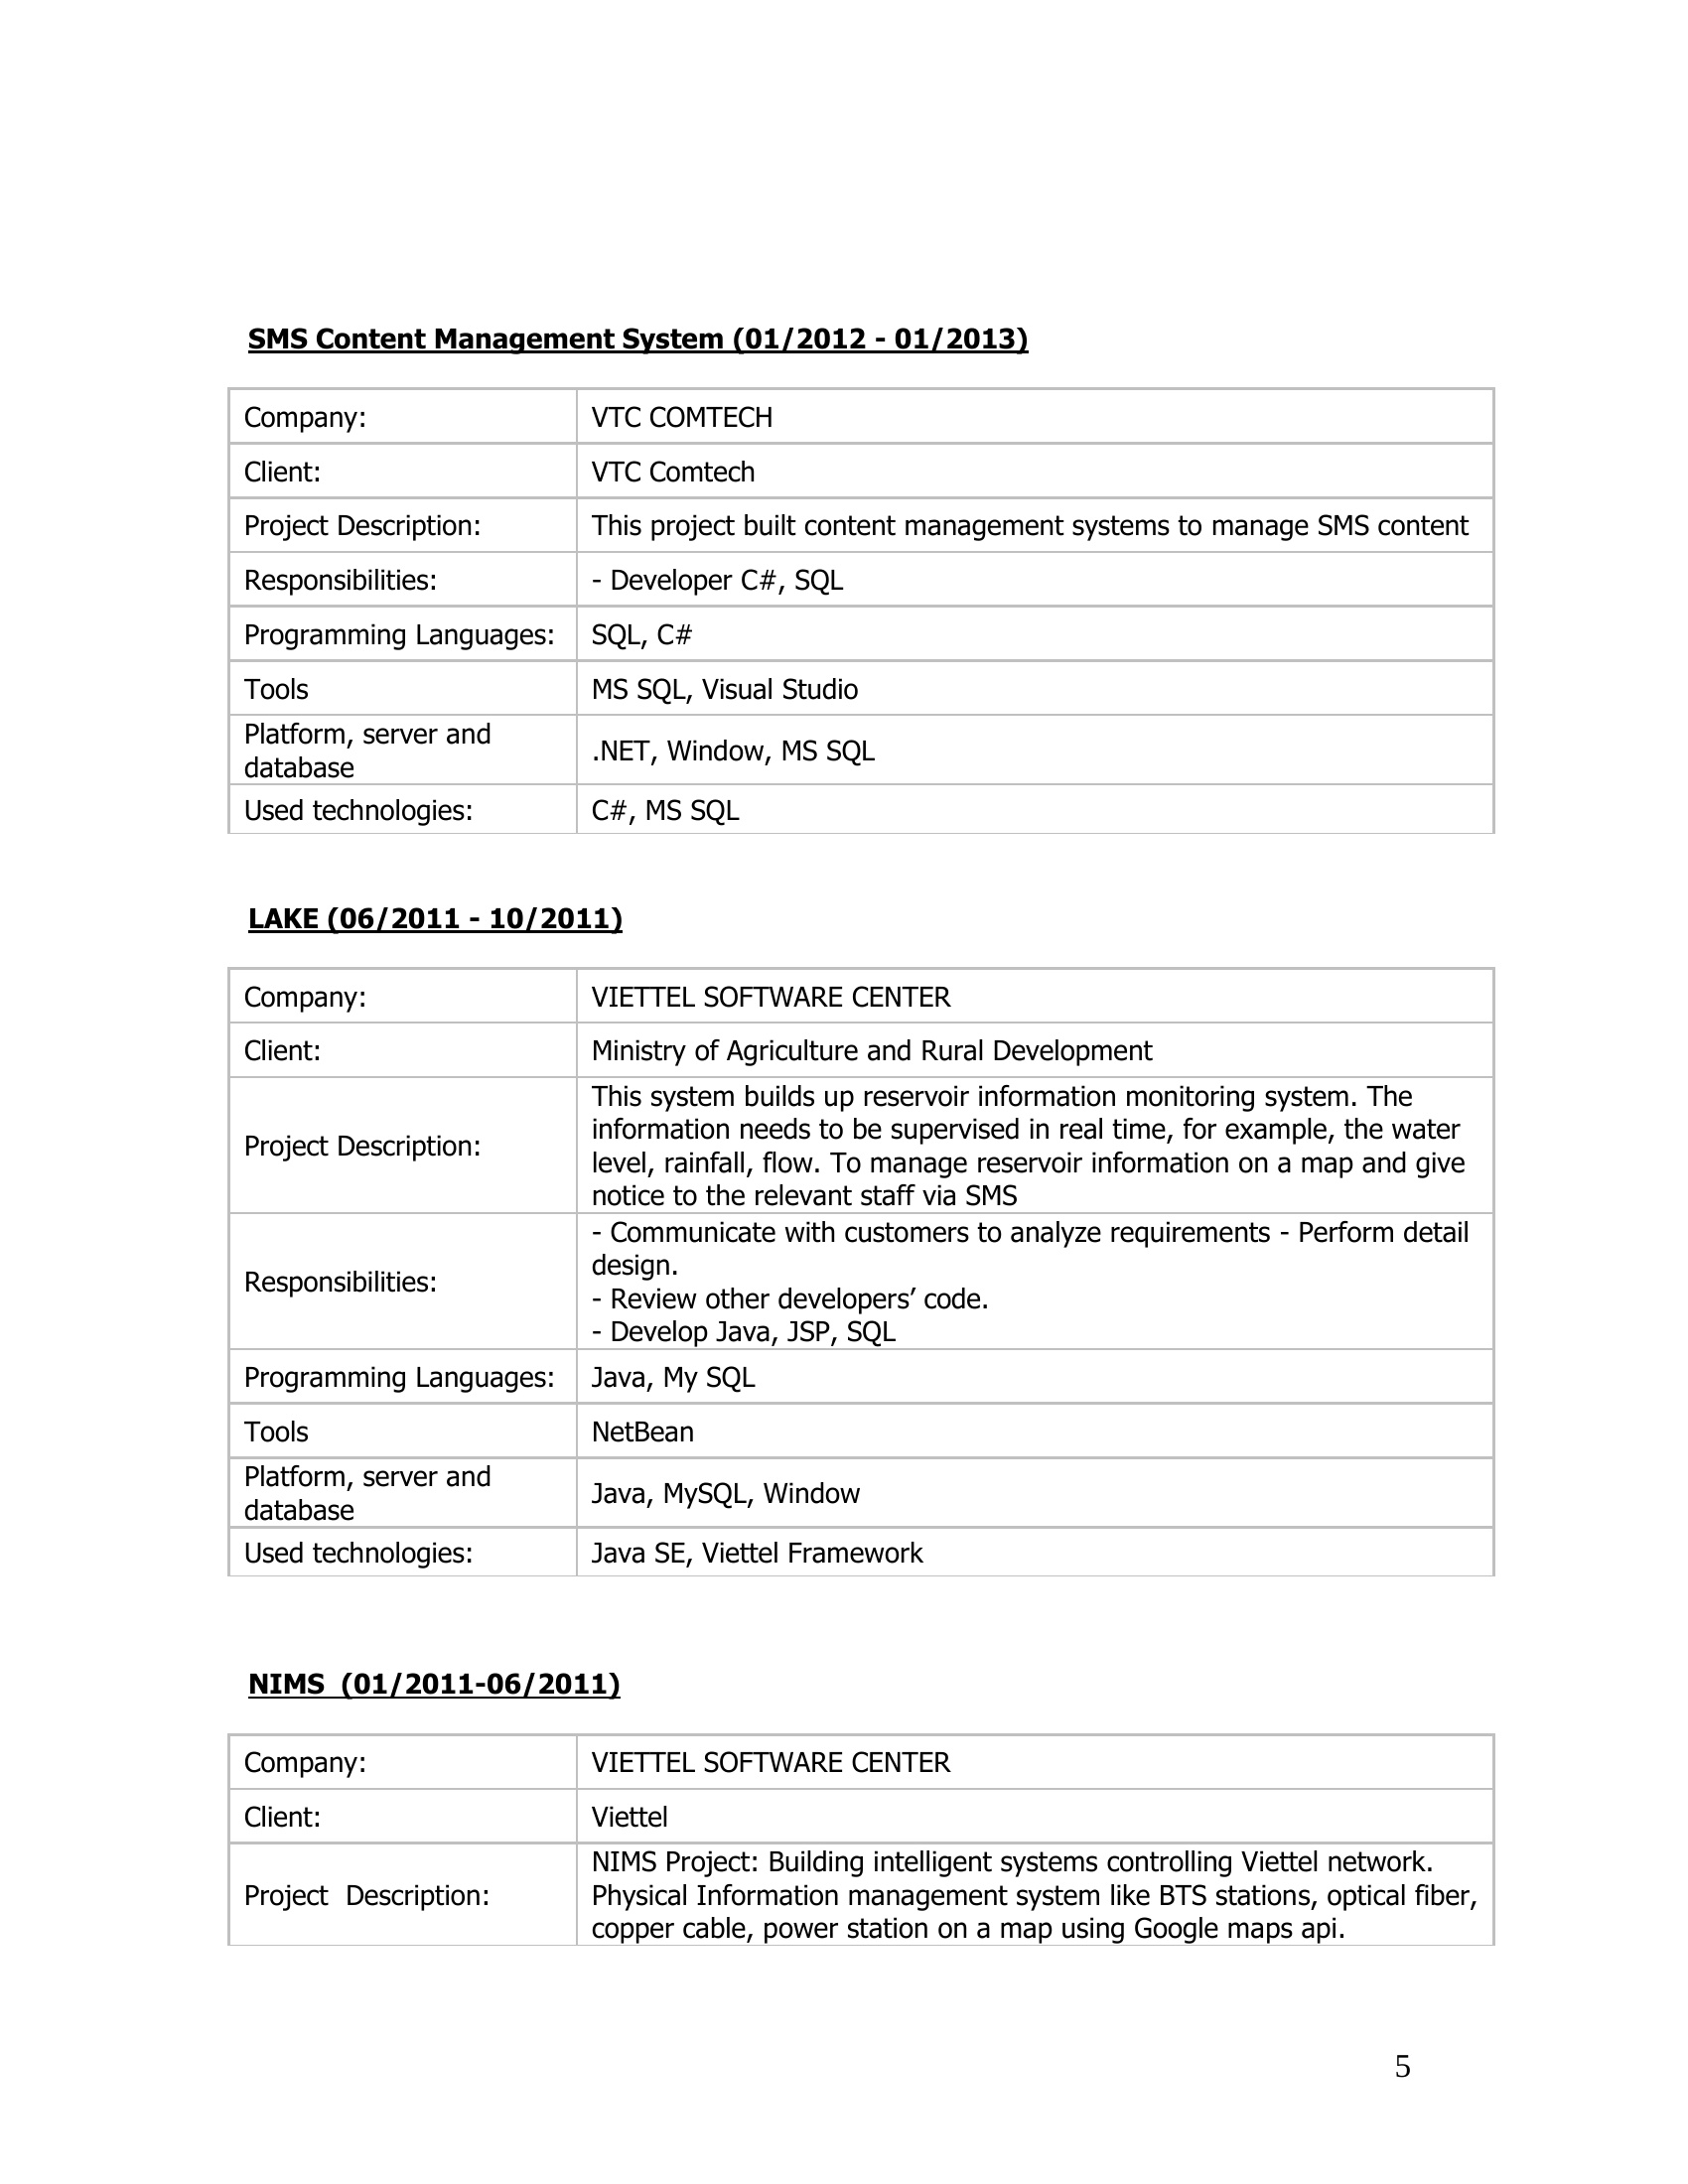 SMS Content Management System (01/2012 - 01/2013)
Company: VTC COMTECH
Client: VTC Comtech
Project Description: This project built content management systems to manage SMS content
Responsibilities: - Developer C#, SQL
Programming Languages: SQL, C#
Tools MS SQL, Visual Studio
Platform, server and
database
.NET, Window, MS SQL
Used technologies: C#, MS SQL
LAKE (06/2011 - 10/2011)
Company: VIETTEL SOFTWARE CENTER
Client: Ministry of Agriculture and Rural Development
Project Description:
This system builds up reservoir information monitoring system. The
information needs to be supervised in real time, for example, the water
level, rainfall, flow. To manage reservoir information on a map and give
notice to the relevant staff via SMS
Responsibilities:
- Communicate with customers to analyze requirements - Perform detail
design.
- Review other developers’ code.
- Develop Java, JSP, SQL
Programming Languages: Java, My SQL
Tools NetBean
Platform, server and
database
Java, MySQL, Window
Used technologies: Java SE, Viettel Framework
NIMS  (01/2011-06/2011)
Company: VIETTEL SOFTWARE CENTER
Client: Viettel
Project  Description:
NIMS Project: Building intelligent systems controlling Viettel network.
Physical Information management system like BTS stations, optical fiber,
copper cable, power station on a map using Google maps api.
5